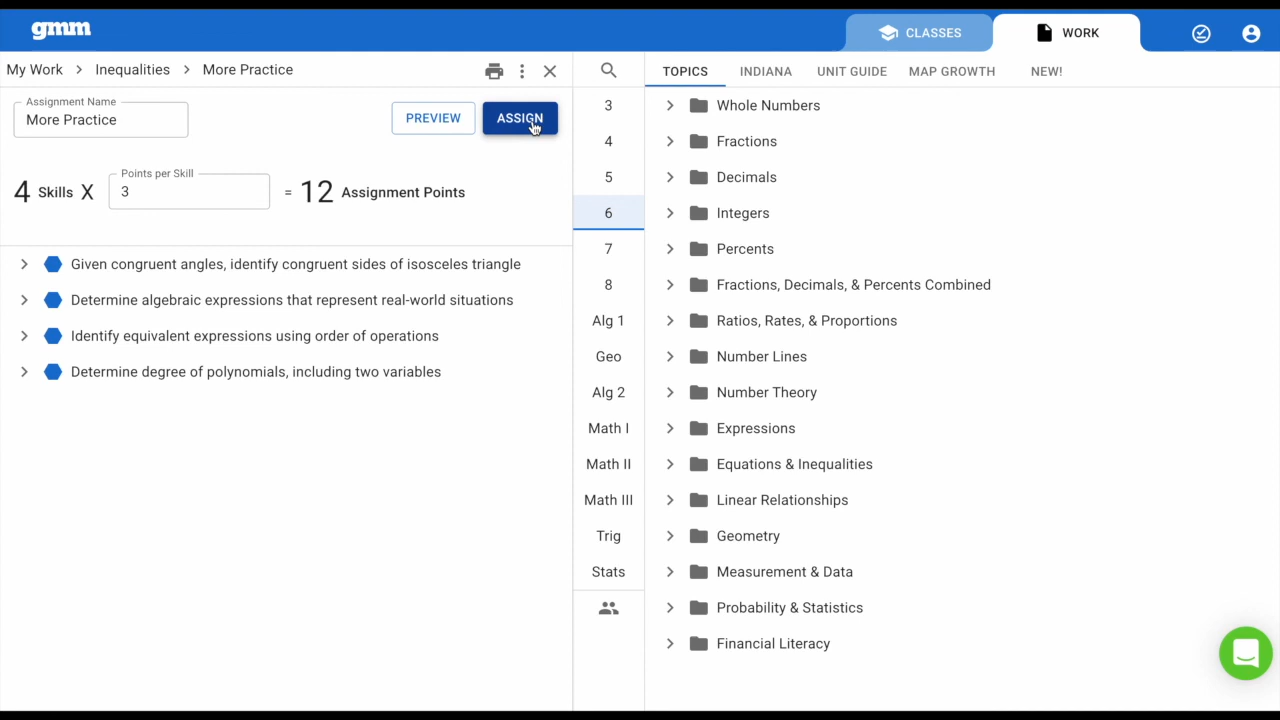 gmm
CLASSES
WORK
My Work > Inequalities > More Practice
Assignment Name
More Practice
PREVIEW
ASSIGN
4 Skills X
Points per Skill
3
= 12 Assignment Points
Given congruent angles, identify congruent sides of isosceles triangle
Determine algebraic expressions that represent real-world situations
Identify equivalent expressions using order of operations
Determine degree of polynomials, including two variables
3
4
5
6
7
8
Alg 1
Geo
Alg 2
Math I
Math II
Math III
Trig
Stats
TOPICS
INDIANA
UNIT GUIDE
MAP GROWTH
NEW!
Whole Numbers
Fractions
Decimals
Integers
Percents
Fractions, Decimals, & Percents Combined
Ratios, Rates, & Proportions
Number Lines
Number Theory
Expressions
Equations & Inequalities
Linear Relationships
Geometry
Measurement & Data
Probability & Statistics
Financial Literacy